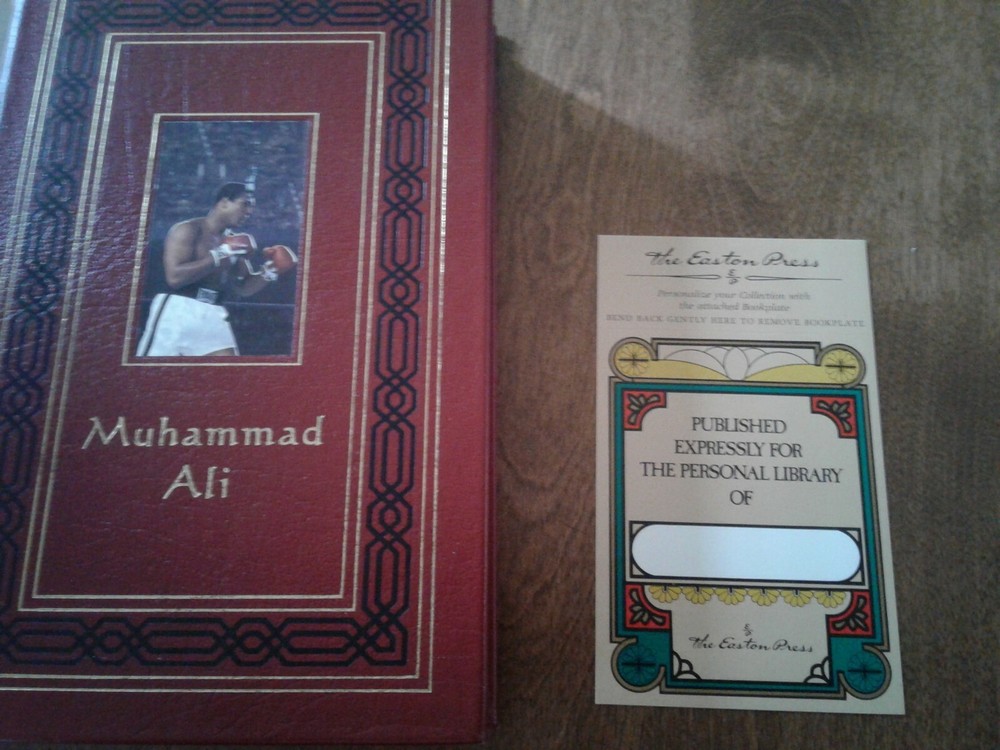 Muhammad
Ali
The Easton Press
Personalize your Collection with
the attached Bookplate
BEND BACK GENTLY HERE TO REMOVE BOOKPLATE
PUBLISHED
EXPRESSLY FOR
THE PERSONAL LIBRARY
OF
The Easton Press